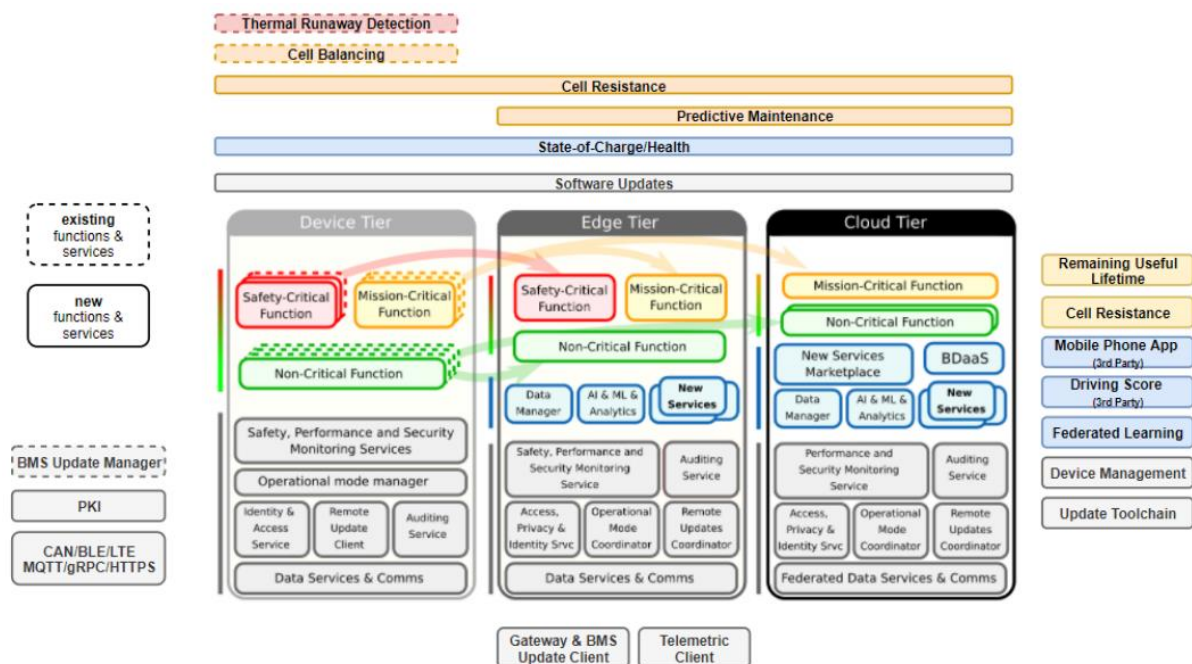 Thermal Runaway Detection
Cell Balancing
Cell Resistance
Predictive Maintenance
State-of-Charge/Health
Software Updates
existing
functions &
services
new
functions &
services
BMS Update Manager
PKI
CAN/BLE/LTE
MQTT/gRPC/HTTPS
Device Tier
Safety-Critical
Function
Mission-Critical
Function
Non-Critical Function
Safety, Performance and Security
Monitoring Services
Operational mode manager
Identity &
Access
Service
Remote
Update
Client
Auditing
Service
Data Services & Comms
Edge Tier
Safety-Critical
Function
Mission-Critical
Function
Non-Critical Function
Data
Manager
AI & ML &
Analytics
New
Services
Safety, Performance and
Security Monitoring
Service
Auditing
Service
Access,
Privacy &
Identity Srvc
Operational
Mode
Coordinator
Remote
Updates
Coordinator
Data Services & Comms
Cloud Tier
Mission-Critical Function
Non-Critical Function
New Services
Marketplace
BDaaS
Data
Manager
AI & ML &
Analytics
New
Services
Performance and
Security Monitoring
Service
Auditing
Service
Access,
Privacy &
Identity Srvc
Operational
Mode
Coordinator
Remote
Updates
Coordinator
Federated Data Services & Comms
Remaining Useful
Lifetime
Cell Resistance
Mobile Phone App
(3rd Party)
Driving Score
(3rd Party)
Federated Learning
Device Management
Update Toolchain
Gateway & BMS
Update Client
Telemetric
Client